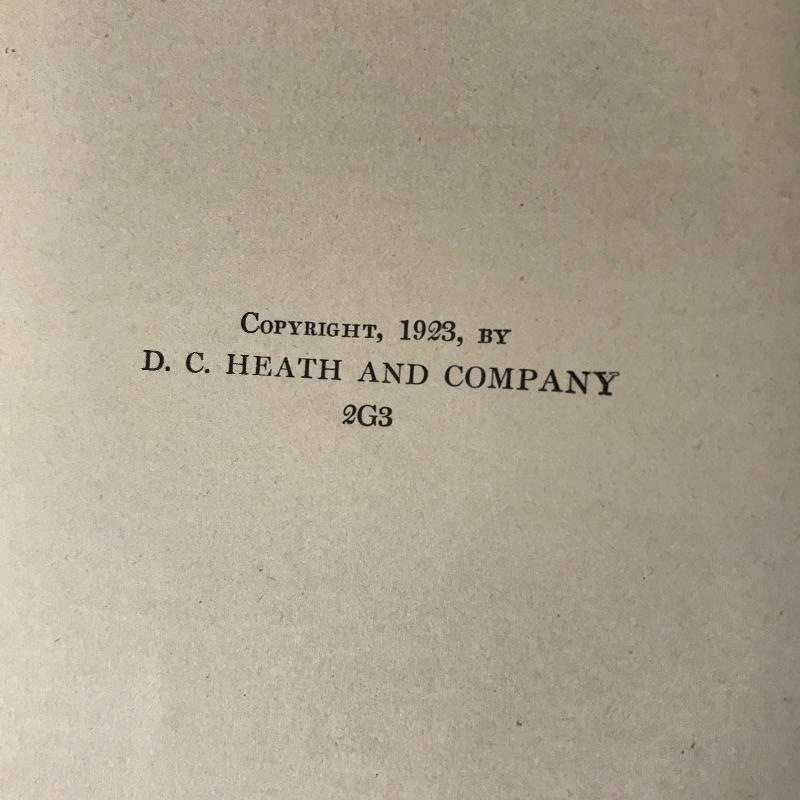 Copyright, 1923, by
D. C. HEATH AND COMPANY
2G3